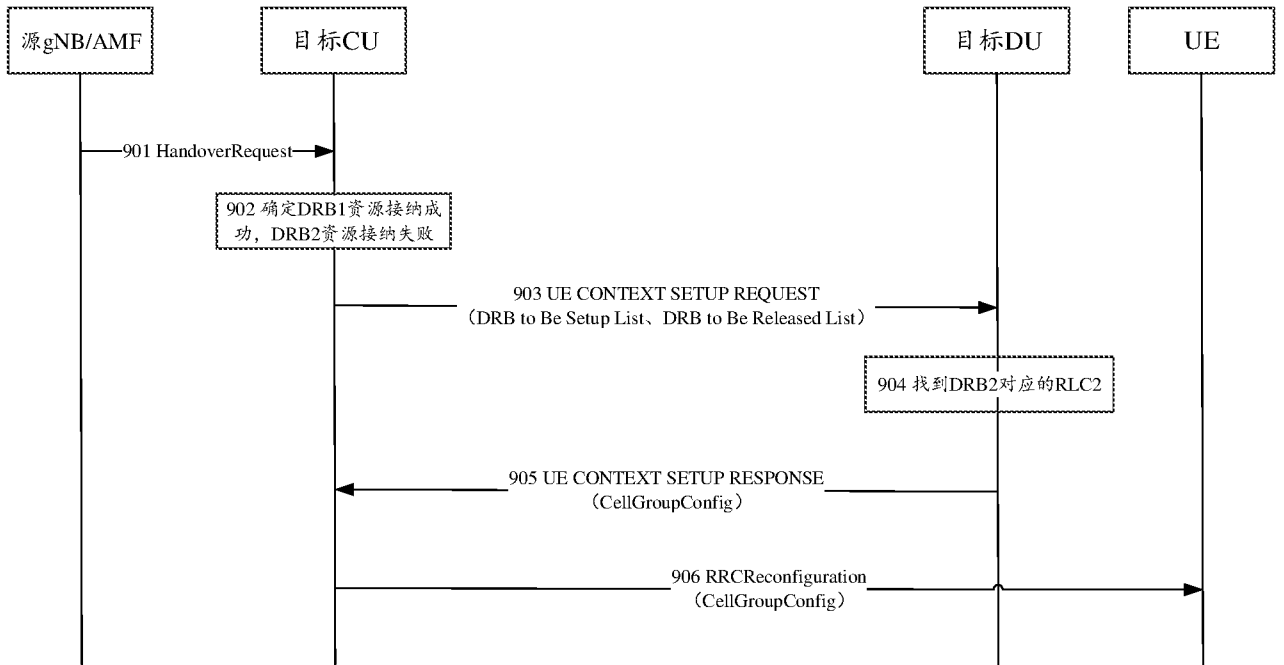 源gNB/AMF
目标CU
目标DU
UE
901 HandoverRequest
902 确定DRB1资源接纳成
功，DRB2资源接纳失败
903 UE CONTEXT SETUP REQUEST
（DRB to Be Setup List、DRB to Be Released List）
904 找到DRB2对应的RLC2
905 UE CONTEXT SETUP RESPONSE
（CellGroupConfig）
906 RRCReconfiguration
（CellGroupConfig）